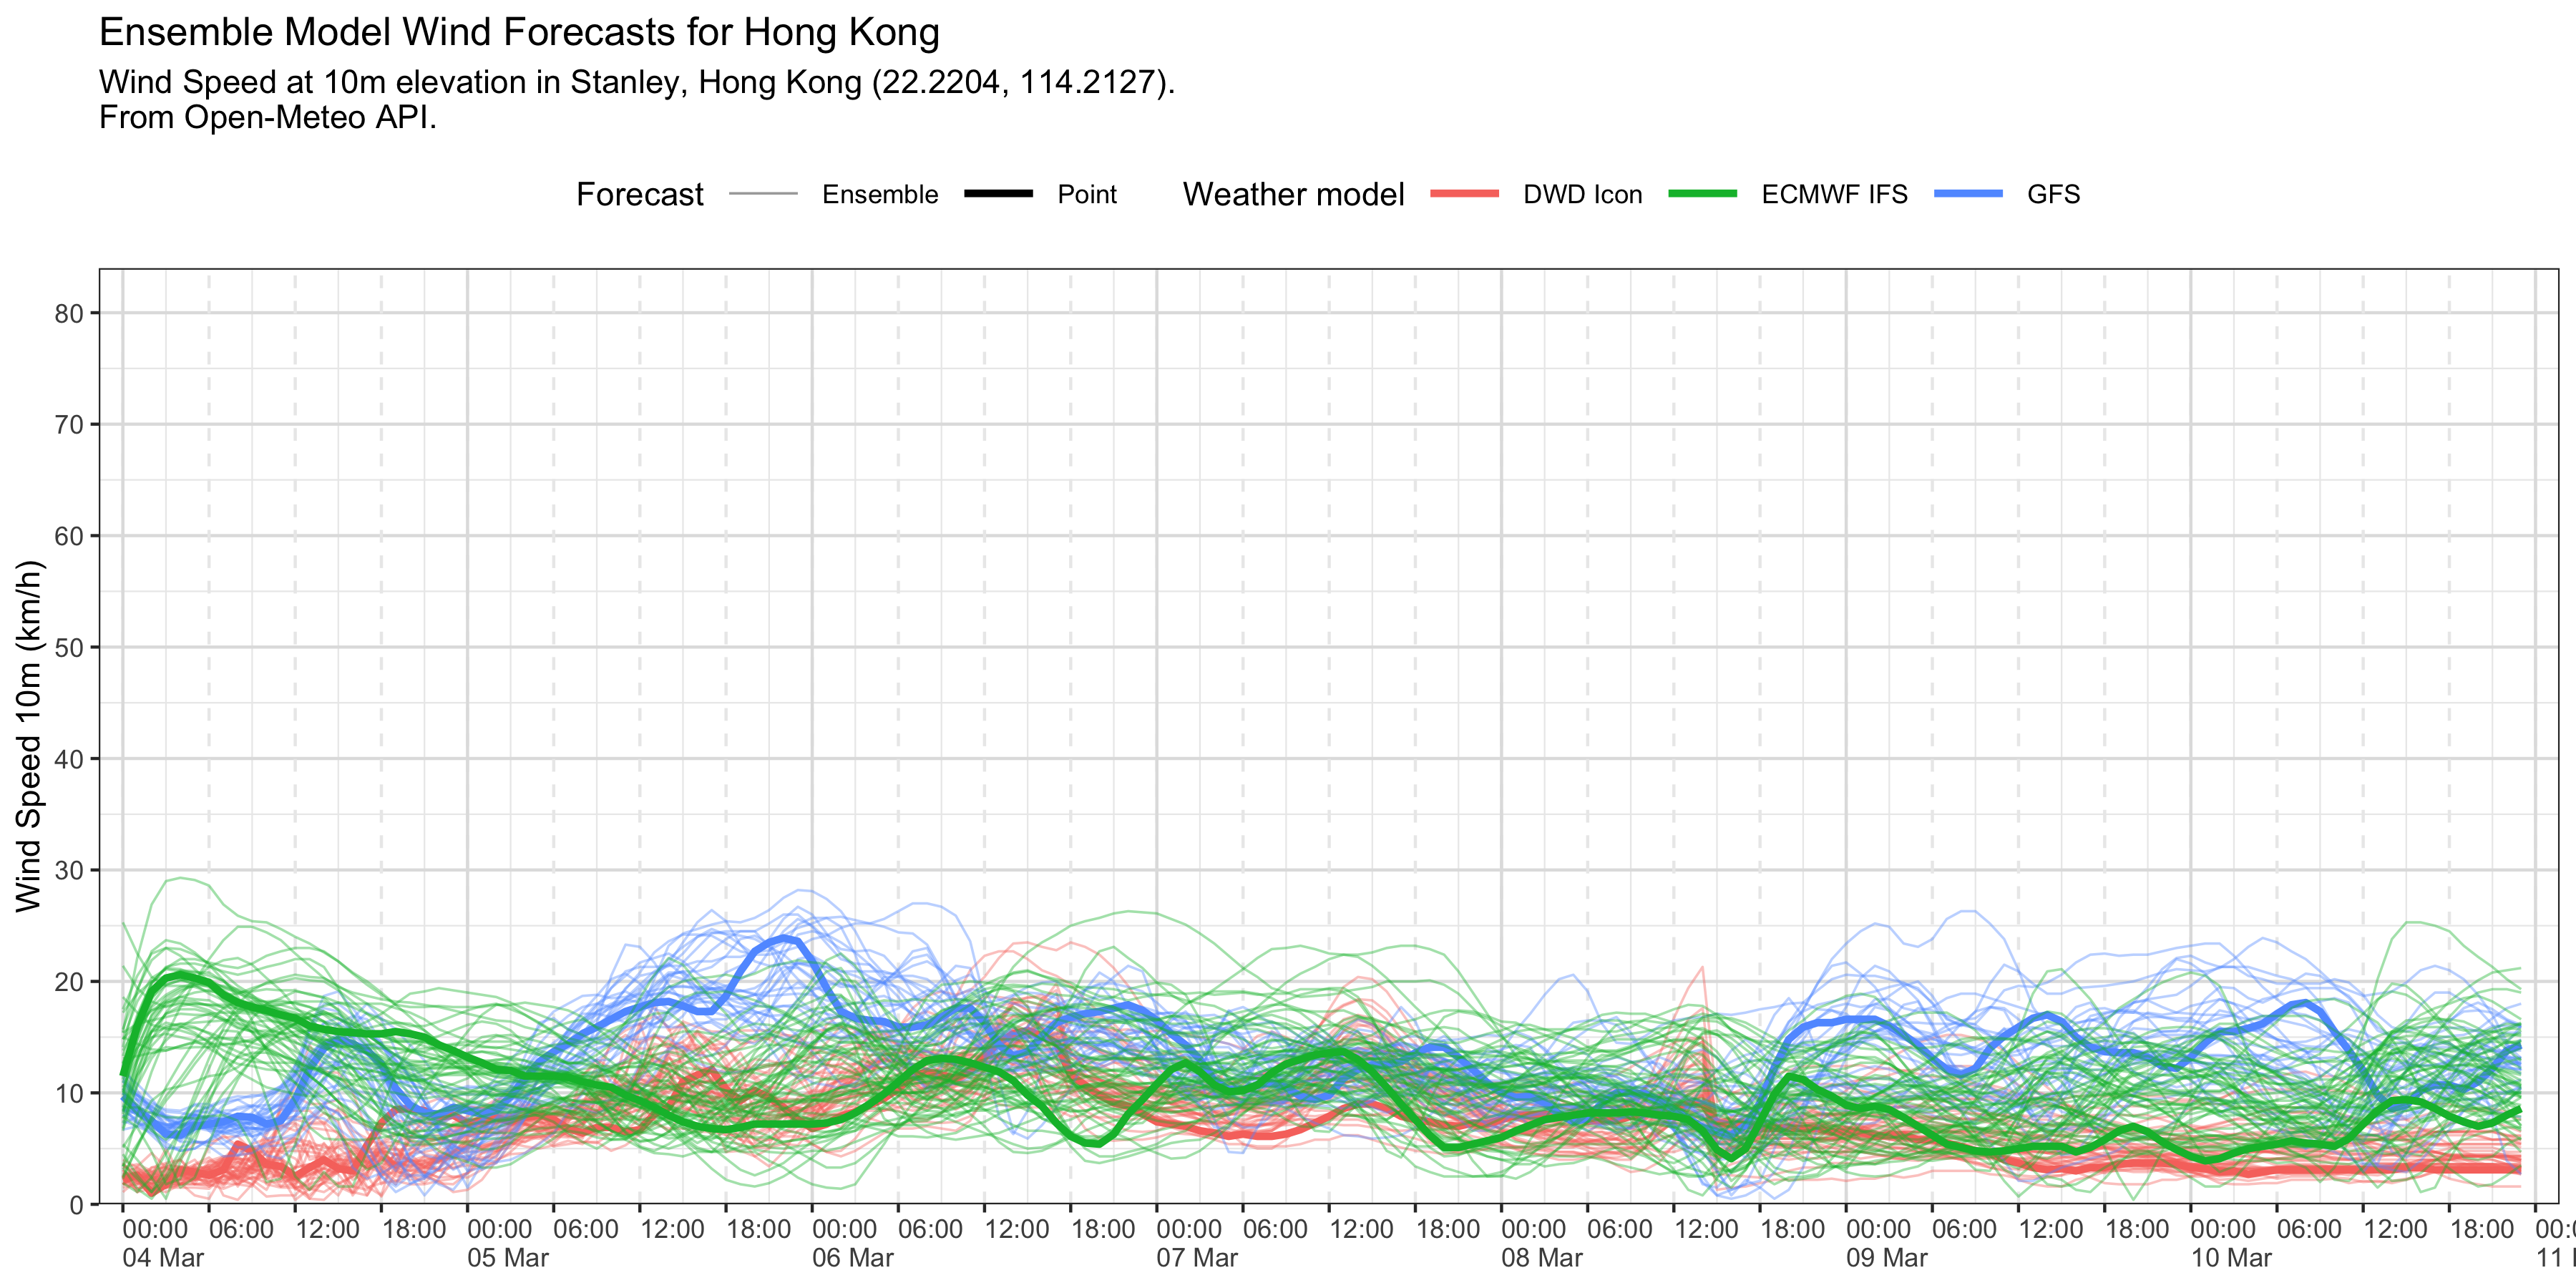 Ensemble Model Wind Forecasts for Hong Kong
Wind Speed at 10m elevation in Stanley, Hong Kong (22.2204, 114.2127).
From Open-Meteo API.
Forecast Ensemble Point Weather model DWD Icon ECMWF IFS GFS
Wind Speed 10m (km/h)
80
70
60
50
40
30
20
10
0
00:00 06:00 12:00 18:00 00:00 06:00 12:00 18:00 00:00 06:00 12:00 18:00 00:00 06:00 12:00 18:00 00:00 06:00 12:00 18:00 00:00 06:00 12:00 18:00 00:00 06:00 12:00 18:00
04 Mar 05 Mar 06 Mar 07 Mar 08 Mar 09 Mar 10 Mar 11